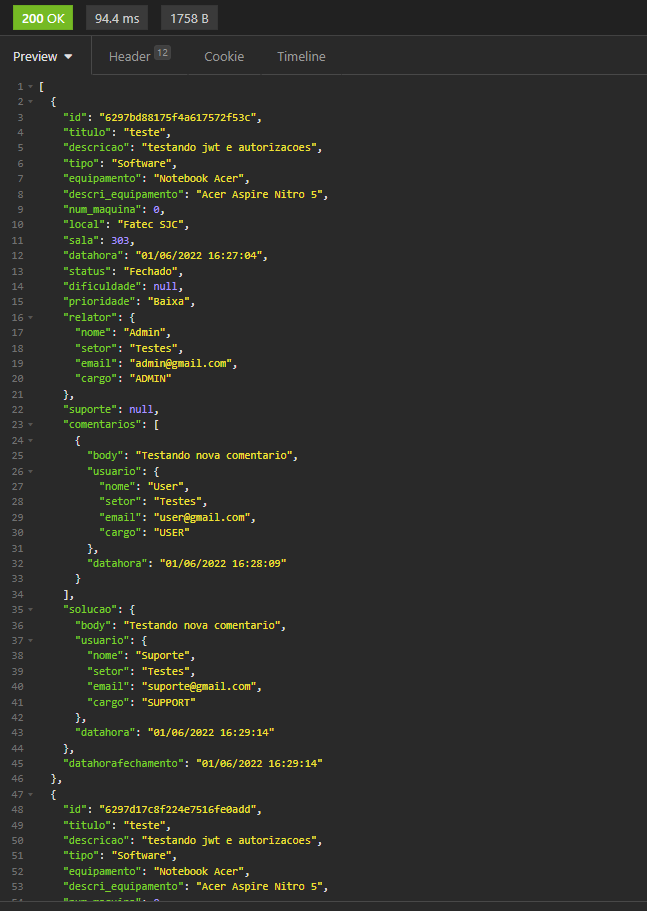 200 OK 94.4 ms 1758 B
Preview Header 12 Cookie Timeline
1 [
2 {
3 "id": "6297bd88175f4a617572f53c",
4 "titulo": "teste",
5 "descricao": "testando jwt e autorizacoes",
6 "tipo": "Software",
7 "equipamento": "Notebook Acer",
8 "descri_equipamento": "Acer Aspire Nitro 5",
9 "num_maquina": 0,
10 "local": "Fatec SJC",
11 "sala": 303,
12 "datahora": "01/06/2022 16:27:04",
13 "status": "Fechado",
14 "dificuldade": null,
15 "prioridade": "Baixa",
16 "relator": {
17 "nome": "Admin",
18 "setor": "Testes",
19 "email": "admin@gmail.com",
20 "cargo": "ADMIN"
21 },
22 "suporte": null,
23 "comentarios": [
24 {
25 "body": "Testando nova comentario",
26 "usuario": {
27 "nome": "User",
28 "setor": "Testes",
29 "email": "user@gmail.com",
30 "cargo": "USER"
31 },
32 "datahora": "01/06/2022 16:28:09"
33 }
34 ],
35 "solucao": {
36 "body": "Testando nova comentario",
37 "usuario": {
38 "nome": "Suporte",
39 "setor": "Testes",
40 "email": "suporte@gmail.com",
41 "cargo": "SUPPORT"
42 },
43 "datahora": "01/06/2022 16:29:14"
44 },
45 "datahorafechamento": "01/06/2022 16:29:14"
46 },
47 {
48 "id": "6297d17c8f224e7516fe0add",
49 "titulo": "teste",
50 "descricao": "testando jwt e autorizacoes",
51 "tipo": "Software",
52 "equipamento": "Notebook Acer",
53 "descri_equipamento": "Acer Aspire Nitro 5",